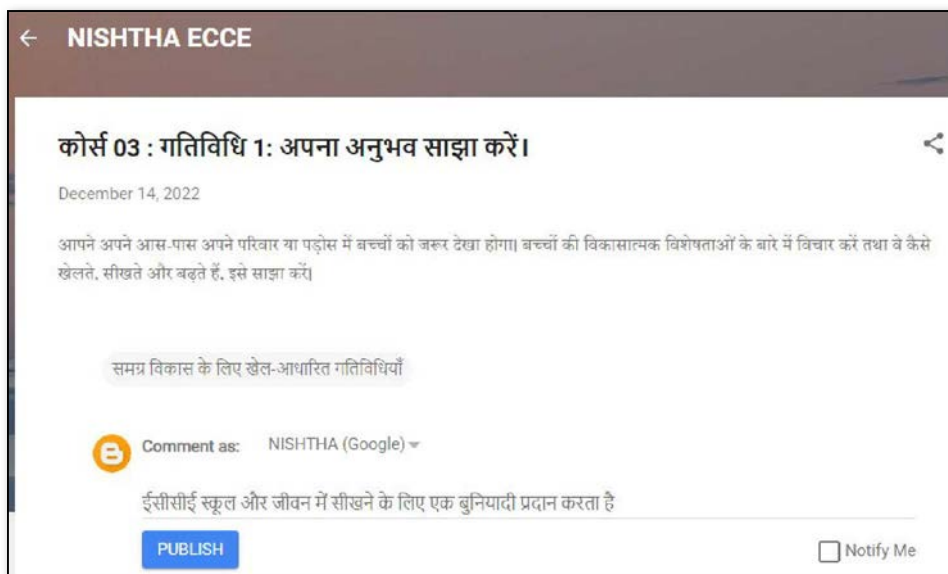 NISHTHA ECCE
कोर्स 03 : गतिविधि 1: अपना अनुभव साझा करें।
December 14, 2022
आपने अपने आस-पास अपने परिवार या पड़ोस में बच्चों को जरूर देखा होगा। बच्चों की विकासात्मक विशेषताओं के बारे में विचार करें तथा वे कैसे
खेलते, सीखते और बढ़ते हैं, इसे साझा करें।
समग्र विकास के लिए खेल-आधारित गतिविधियाँ
Comment as: NISHTHA (Google)
ईसीसीई स्कूल और जीवन में सीखने के लिए एक बुनियादी प्रदान करता है
PUBLISH Notify Me